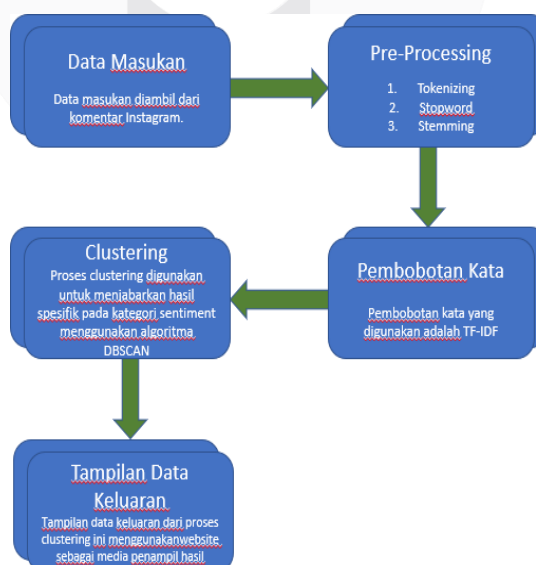 Data Masukan
Data masukan diambil dari
komentar Instagram.
Pre-Processing
1. Tokenizing
2. Stopword
3. Stemming
Pembobotan Kata
Pembobotan kata yang
digunakan adalah TF-IDF
Clustering
Proses clustering digunakan
untuk menjabarkan hasil
spesifik pada kategori sentiment
menggunakan algoritma
DBSCAN
Tampilan Data
Keluaran
Tampilan data keluaran dari proses
clustering ini menggunakanwebsite
sebagai media penampil hasil